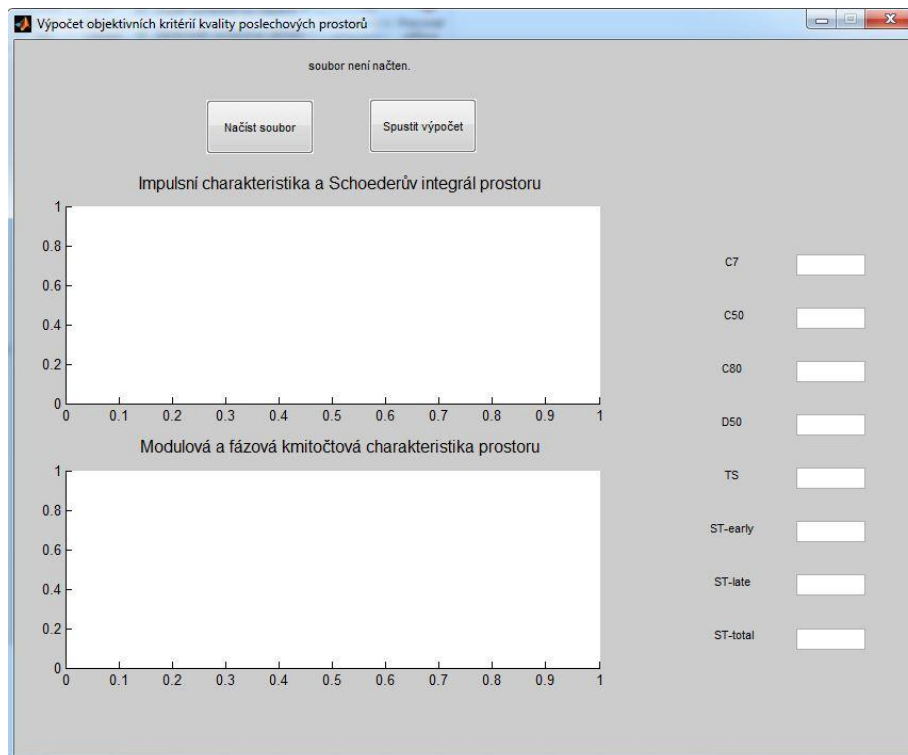 Výpočet objektivních kritérií kvality poslechových prostorů
soubor není načten.
Načíst soubor
Spustit výpočet
Impulsní charakteristika a Schoederův integrál prostoru
1
0.8
0.6
0.4
0.2
0
0 0.1 0.2 0.3 0.4 0.5 0.6 0.7 0.8 0.9 1
Modulová a fázová kmitočtová charakteristika prostoru
1
0.8
0.6
0.4
0.2
0
0 0.1 0.2 0.3 0.4 0.5 0.6 0.7 0.8 0.9 1
C7
C50
C80
D50
TS
ST-early
ST-late
ST-total